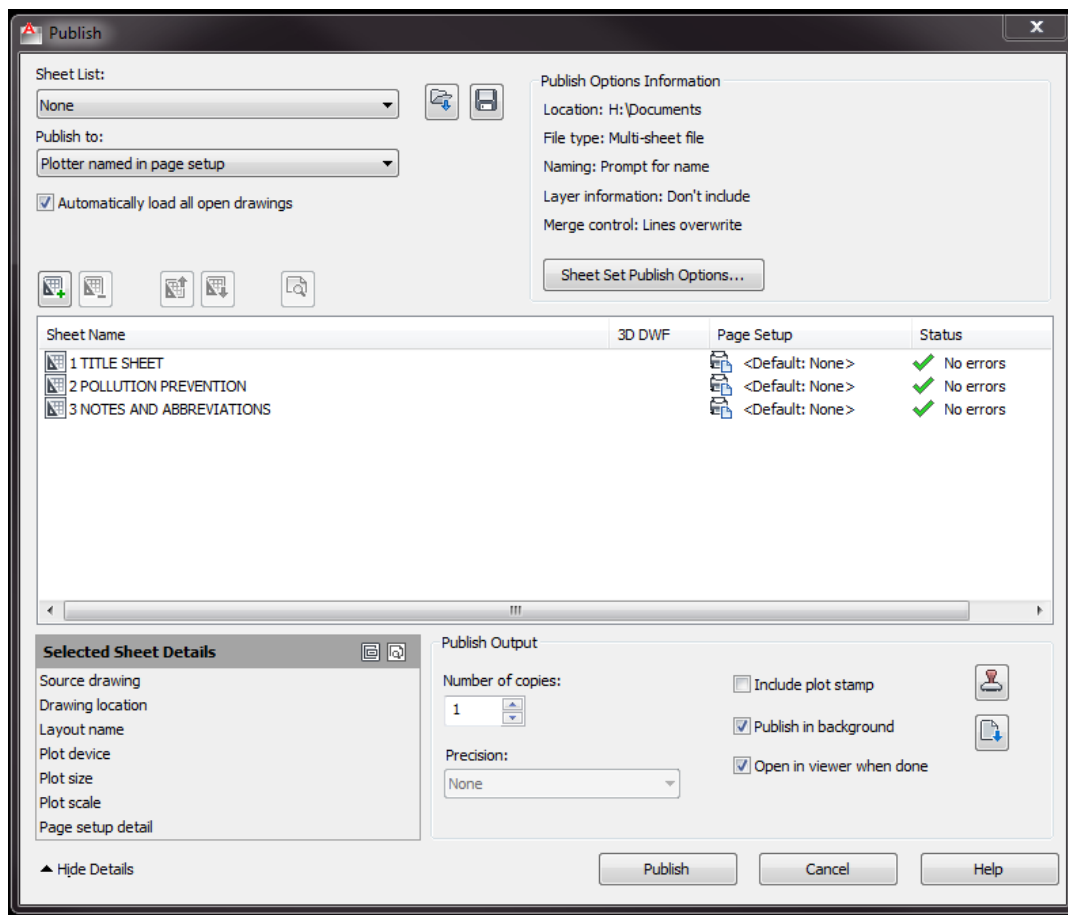 Publish
X
Sheet List:
None
Publish to:
Plotter named in page setup
Automatically load all open drawings
Publish Options Information
Location: H:\Documents
File type: Multi-sheet file
Naming: Prompt for name
Layer information: Don't include
Merge control: Lines overwrite
Sheet Set Publish Options...
Sheet Name 3D DWF Page Setup Status
1 TITLE SHEET <Default: None> No errors
2 POLLUTION PREVENTION <Default: None> No errors
3 NOTES AND ABBREVIATIONS <Default: None> No errors
Selected Sheet Details
Source drawing
Drawing location
Layout name
Plot device
Plot size
Plot scale
Page setup detail
Publish Output
Number of copies:
1
Precision:
None
Include plot stamp
Publish in background
Open in viewer when done
Hide Details
Publish Cancel Help